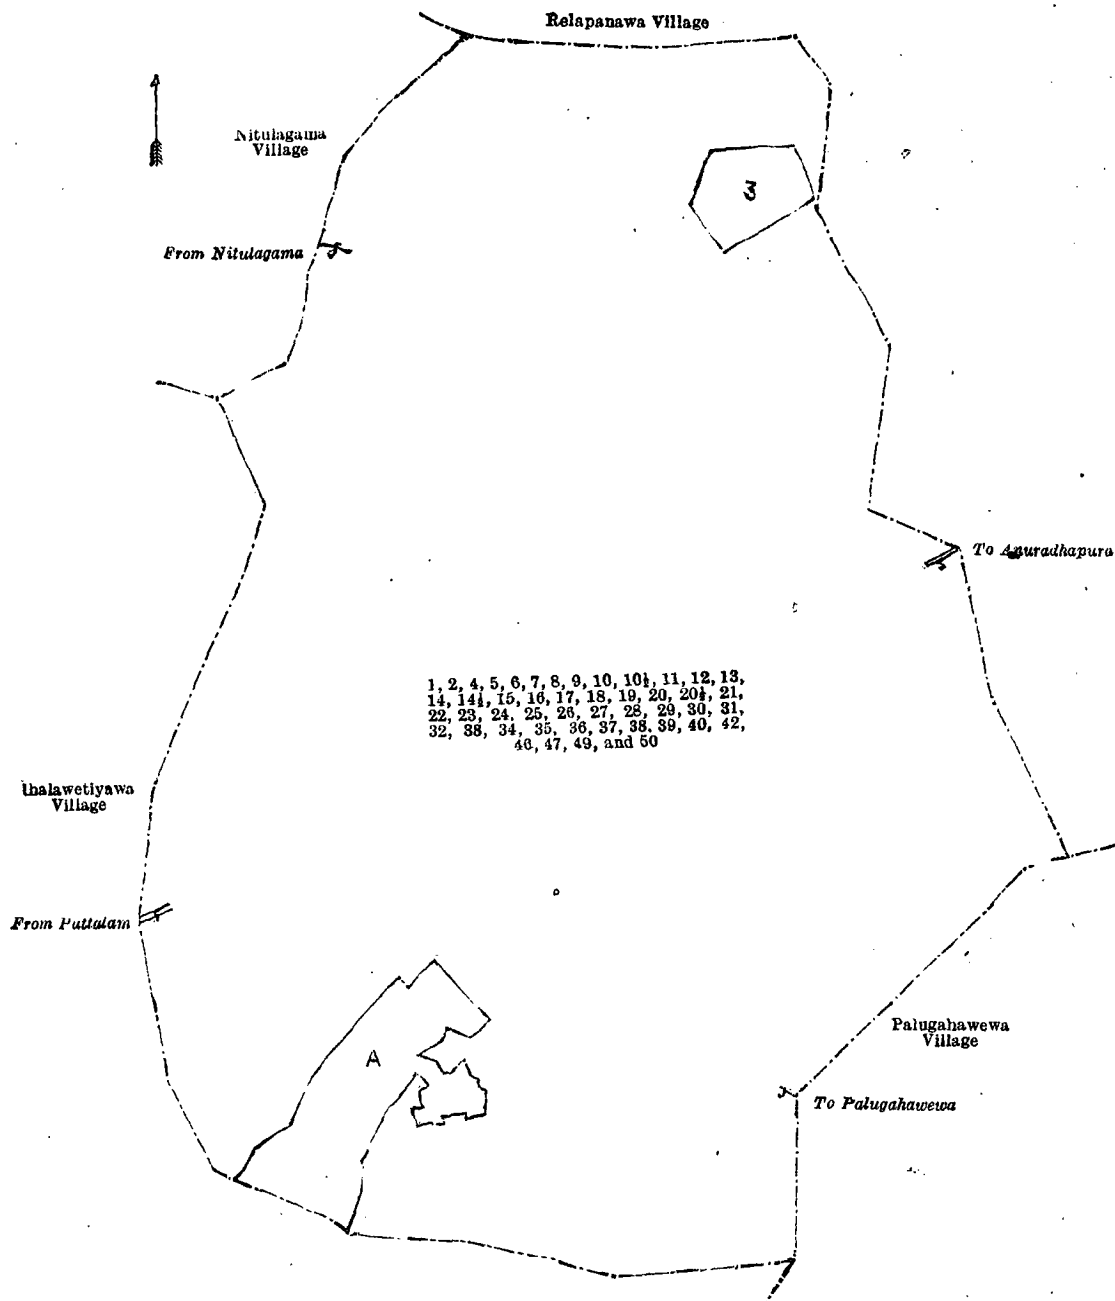 Relapanawa Village
Nitulagama
Village
3
From Nitulagama
To Anuradhapura
1, 2, 4, 5, 6, 7, 8, 9, 10, 10½, 11, 12, 13,
14, 14½, 15, 16, 17, 18, 19, 20, 20½, 21,
22, 23, 24, 25, 26, 27, 28, 29, 30, 31,
32, 38, 34, 35, 36, 37, 38, 39, 40, 42,
46, 47, 49, and 50
Ihalawetiyawa
Village
From Puttalam
A
Palugahawewa
Village
To Palugahawewa